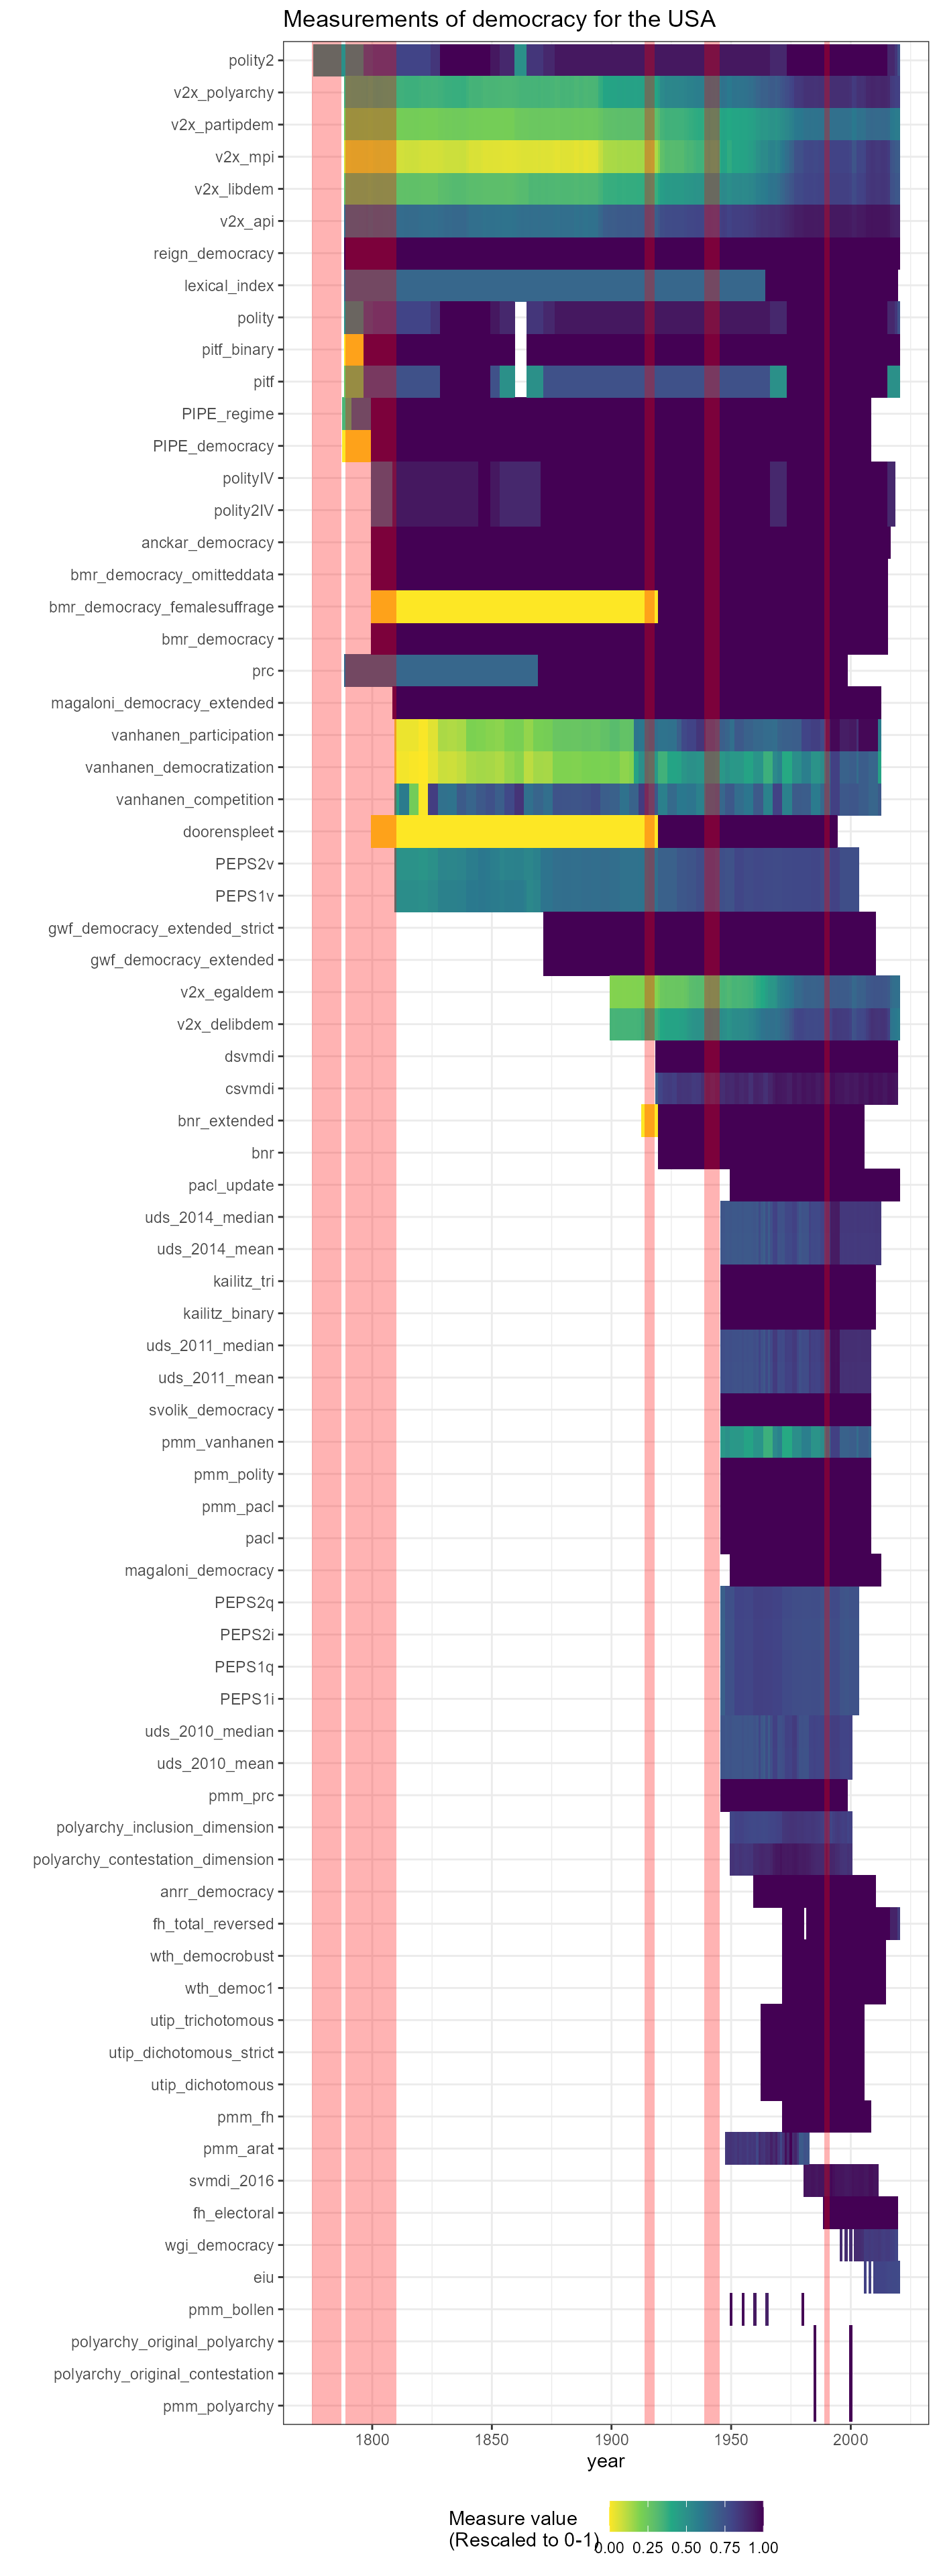 Measurements of democracy for the USA
polity2
v2x_polyarchy
v2x_partipdem
v2x_mpi
v2x_libdem
v2x_api
reign_democracy
lexical_index
polity
pitf_binary
pitf
PIPE_regime
PIPE_democracy
polityIV
polity2IV
anckar_democracy
bmr_democracy_omitteddata
bmr_democracy_femalesuffrage
bmr_democracy
prc
magaloni_democracy_extended
vanhanen_participation
vanhanen_democratization
vanhanen_competition
doorenspleet
PEPS2v
PEPS1v
gwf_democracy_extended_strict
gwf_democracy_extended
v2x_egaldem
v2x_delibdem
dsvmdi
csvmdi
bnr_extended
bnr
pacl_update
uds_2014_median
uds_2014_mean
kailitz_tri
kailitz_binary
uds_2011_median
uds_2011_mean
svolik_democracy
pmm_vanhanen
pmm_polity
pmm_pacl
pacl
magaloni_democracy
PEPS2q
PEPS2i
PEPS1q
PEPS1i
uds_2010_median
uds_2010_mean
pmm_prc
polyarchy_inclusion_dimension
polyarchy_contestation_dimension
anrr_democracy
fh_total_reversed
wth_democrobust
wth_democ1
utip_trichotomous
utip_dichotomous_strict
utip_dichotomous
pmm_fh
pmm_arat
svmdi_2016
fh_electoral
wgi_democracy
eiu
pmm_bollen
polyarchy_original_polyarchy
polyarchy_original_contestation
pmm_polyarchy
1800 1850 1900 1950 2000
year
Measure value
(Rescaled to 0-1)
0.00 0.25 0.50 0.75 1.00